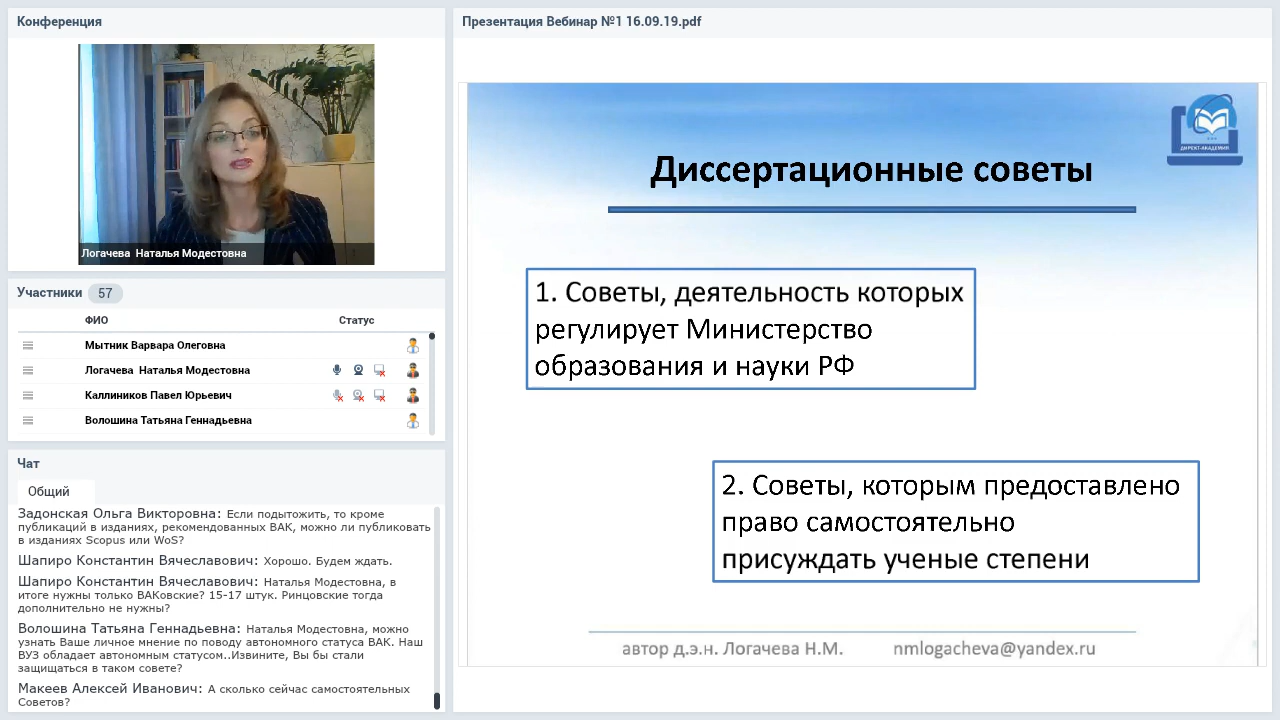 Конференция
Логачева  Наталья Модестовна
Участники 57
ФИО Статус
Мытник Варвара Олеговна
Логачева  Наталья Модестовна
Каллиников Павел Юрьевич
Волошина Татьяна Геннадьевна
Чат
Общий
Задонская Ольга Викторовна: Если подытожить, то кроме
публикаций в изданиях, рекомендованных ВАК, можно ли публиковать
в изданиях Scopus или WoS?
Шапиро Константин Вячеславович: Хорошо. Будем ждать.
Шапиро Константин Вячеславович: Наталья Модестовна, в
итоге нужны только ВАКовские? 15-17 штук. Ринцовские тогда
дополнительно не нужны?
Волошина Татьяна Геннадьевна: Наталья Модестовна, можно
узнать Ваше личное мнение по поводу автономного статуса ВАК. Наш
ВУЗ обладает автономным статусом..Извините, Вы бы стали
защищаться в таком совете?
Макеев Алексей Иванович: А сколько сейчас самостоятельных
Советов?
Презентация Вебинар №1 16.09.19.pdf
ДИРЕКТ-АКАДЕМИЯ
Диссертационные советы
1. Советы, деятельность которых
регулирует Министерство
образования и науки РФ
2. Советы, которым предоставлено
право самостоятельно
присуждать ученые степени
автор д.э.н. Логачева Н.М. nmlogacheva@yandex.ru